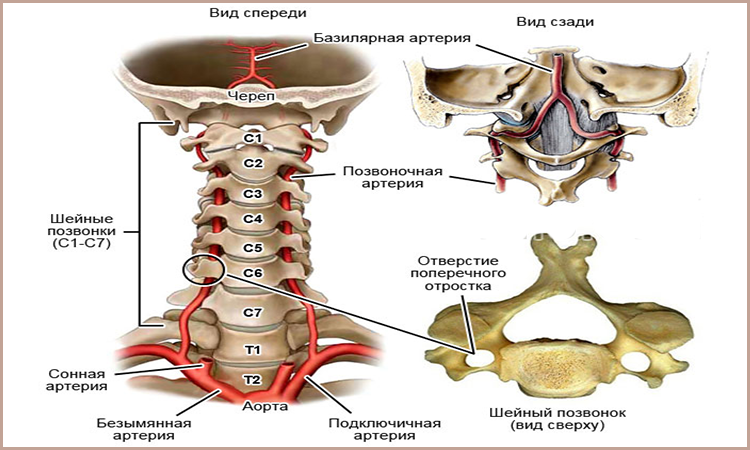 Вид спереди
Вид сзади
Базилярная артерия
Череп
C1
C2
C3
C4
C5
C6
C7
T1
T2
Позвоночная
артерия
Шейные
позвонки
(C1-C7)
Отверстие
поперечного
отростка
Сонная
артерия
Безымянная
артерия
Аорта
Подключичная
артерия
Шейный позвонок
(вид сверху)